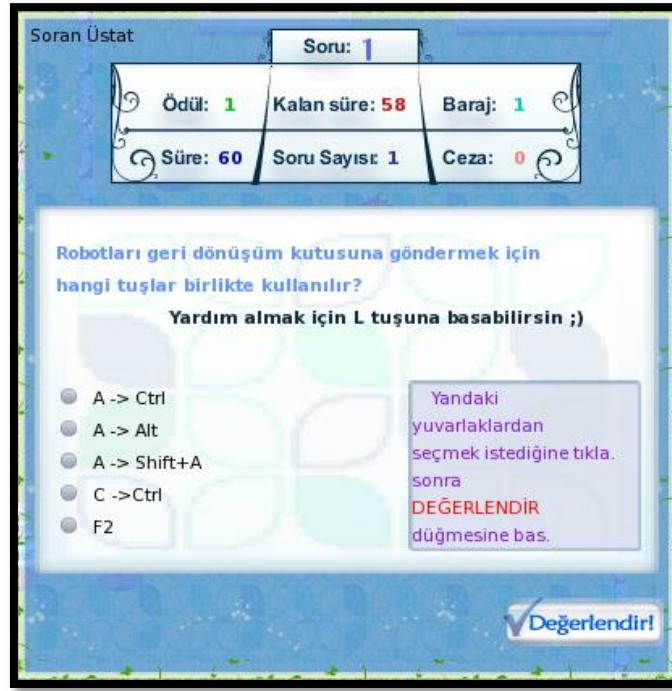 Soran Üstat
Soru: 1
Ödül: 1 Kalan süre: 58 Baraj: 1
Süre: 60 Soru Sayısı: 1 Ceza: 0
Robotları geri dönüşüm kutusuna göndermek için
hangi tuşlar birlikte kullanılır?
Yardım almak için L tuşuna basabilirsin ;)
A -> Ctrl
A -> Alt
A -> Shift+A
C ->Ctrl
F2
Yandaki
yuvarlaklardan
seçmek istediğine tıkla.
sonra
DEĞERLENDİR
düğmesine bas.
Değerlendir!